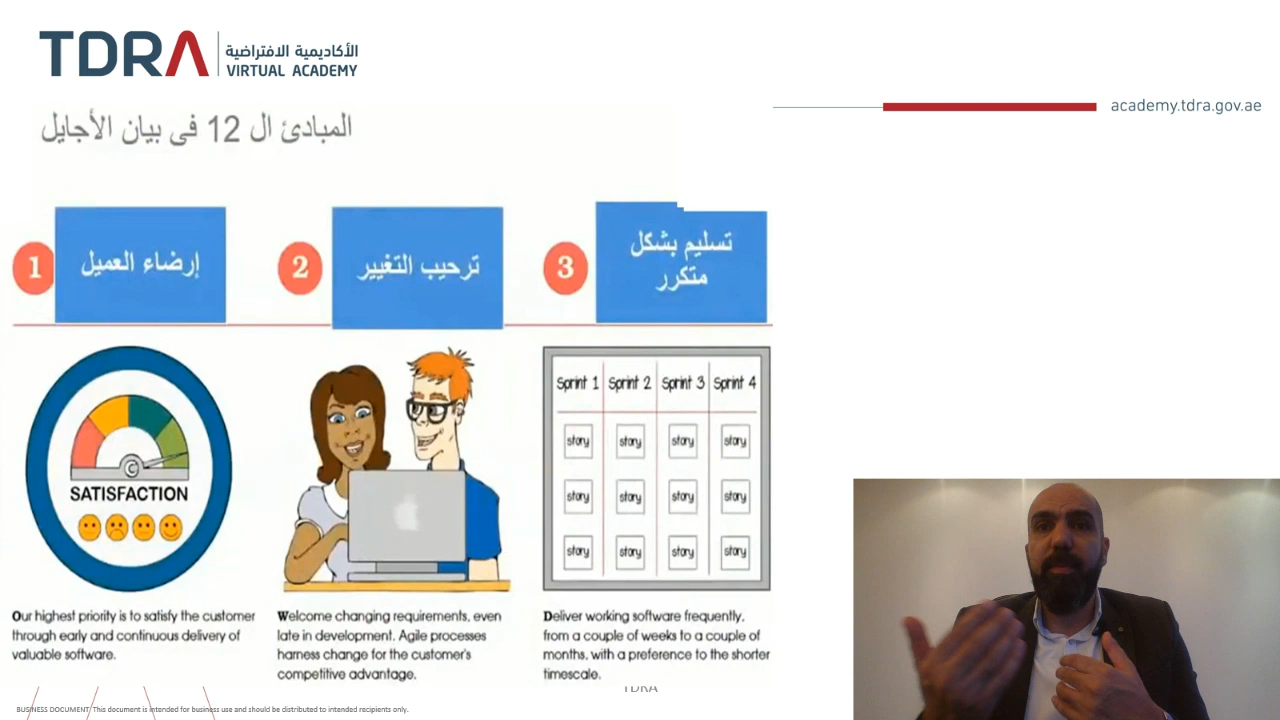 TDRA
الأكاديمية الافتراضية
VIRTUAL ACADEMY
academy.tdra.gov.ae
المبادئ ال 12 فى بيان الأجايل
1
إرضاء العميل
2
ترحيب التغيير
3
تسليم بشكل
متكرر
SATISFACTION
Sprint 1 Sprint 2 Sprint 3 Sprint 4
story story story story
story story story story
story story story story
Our highest priority is to satisfy the customer
through early and continuous delivery of
valuable software.
Welcome changing requirements, even
late in development. Agile processes
harness change for the customer's
competitive advantage.
Deliver working software frequently,
from a couple of weeks to a couple of
months, with a preference to the shorter
timescale.
TDRA
BUSINESS DOCUMENT This document is intended for business use and should be distributed to intended recipients only.